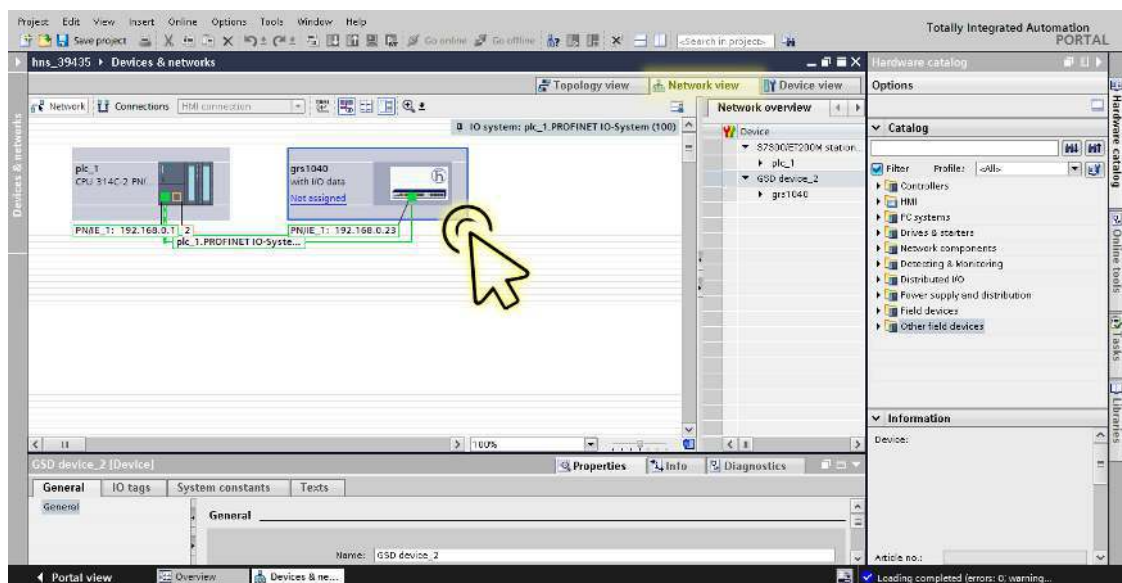 Project Edit View Insert Online Options Tools Window Help
Totally Integrated Automation
PORTAL
Save project
Go online
Go offline
<Search in project>
hns_39435 ▸ Devices & networks
Hardware catalog
Topology view
Network view
Device view
Options
Network
Connections
HMI connection
Network overview
IO system: plc_1.PROFINET IO-System (100)
Catalog
Device
S7300/ET200M station...
plc_1
GSD device_2
grs1040
Filter
Profile:
<All>
Controllers
HMI
PC systems
Drives & starters
Network components
Detecting & Monitoring
Distributed I/O
Power supply and distribution
Field devices
Other field devices
plc_1
CPU 314C-2 PN/
grs1040
with I/O data
Not assigned
PN/IE_1: 192.168.0.1
2
PN/IE_1: 192.168.0.23
plc_1.PROFINET IO-Syste...
Devices & networks
Hardware catalog
Online tools
Tasks
Libraries
100%
Information
Device:
Article no.:
GSD device_2 [Device]
Properties
Info
Diagnostics
General
IO tags
System constants
Texts
General
General
Name:
GSD device_2
Portal view
Overview
Devices & ne...
Loading completed (errors: 0; warning...